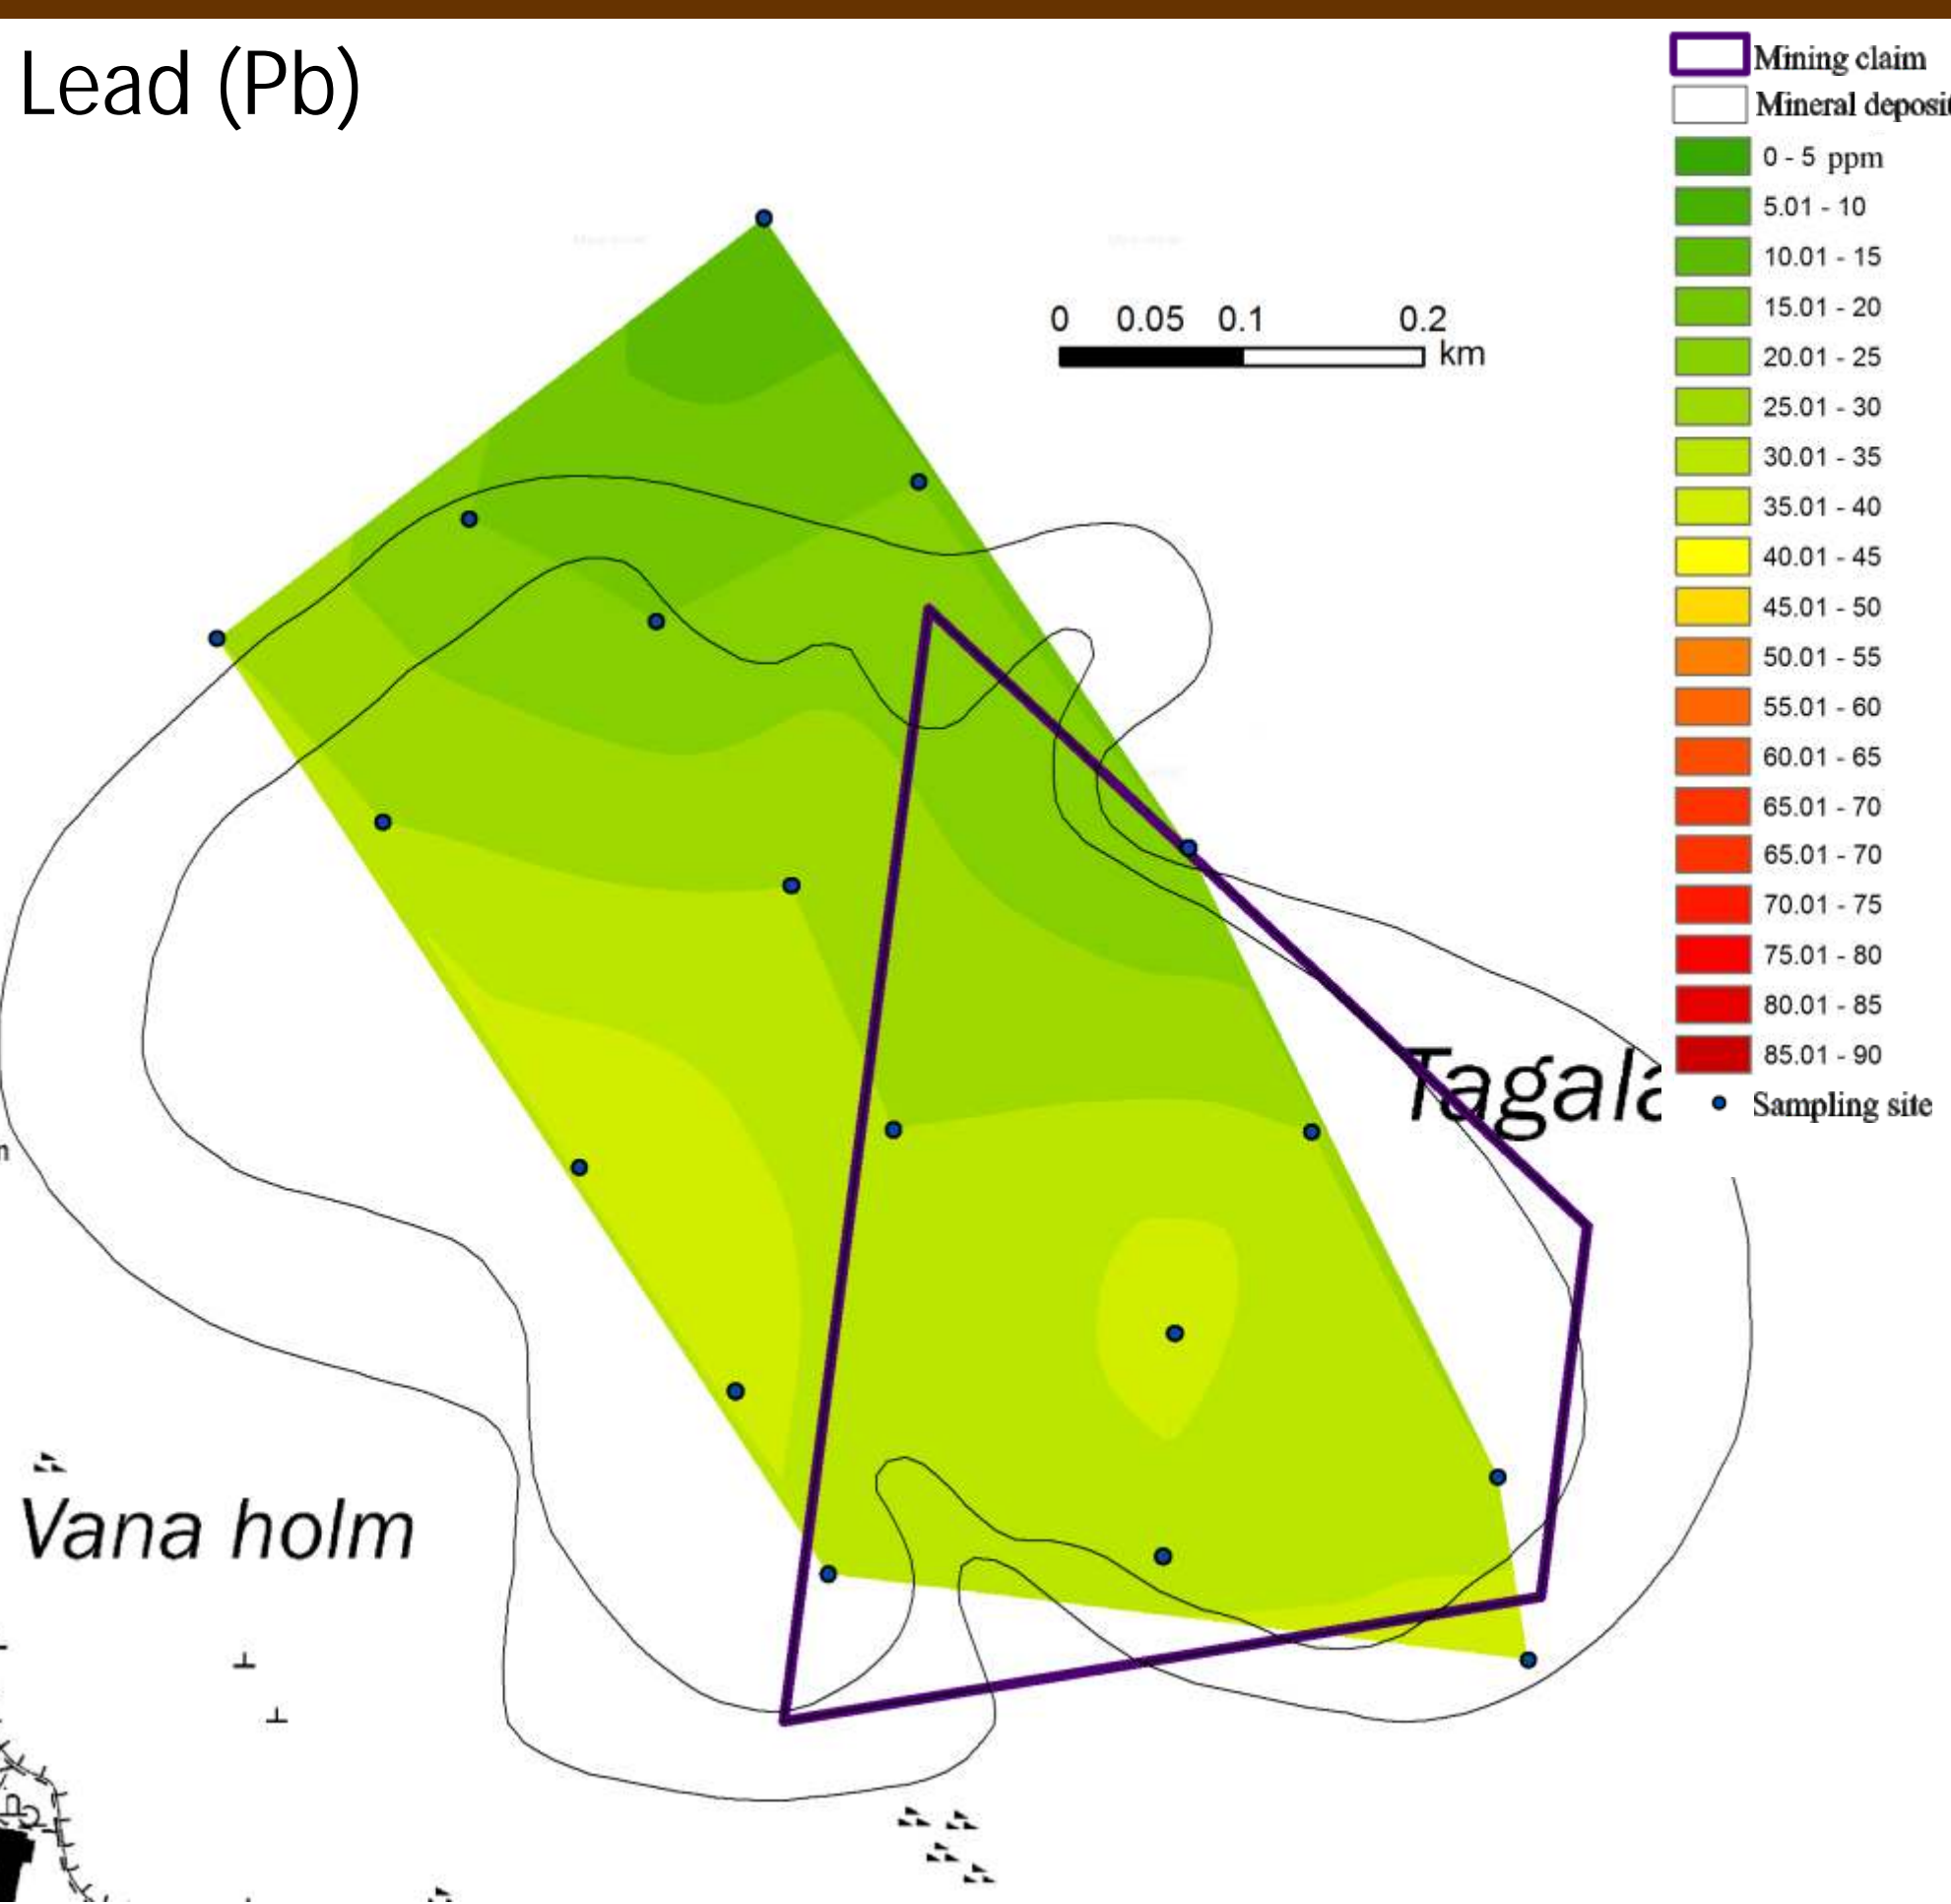 Lead (Pb)
Mining claim
Mineral deposit
0 - 5 ppm
5.01 - 10
10.01 - 15
15.01 - 20
20.01 - 25
25.01 - 30
30.01 - 35
35.01 - 40
40.01 - 45
45.01 - 50
50.01 - 55
55.01 - 60
60.01 - 65
65.01 - 70
65.01 - 70
70.01 - 75
75.01 - 80
80.01 - 85
85.01 - 90
Sampling site
0 0.05 0.1 0.2
km
Tagala
Vana holm